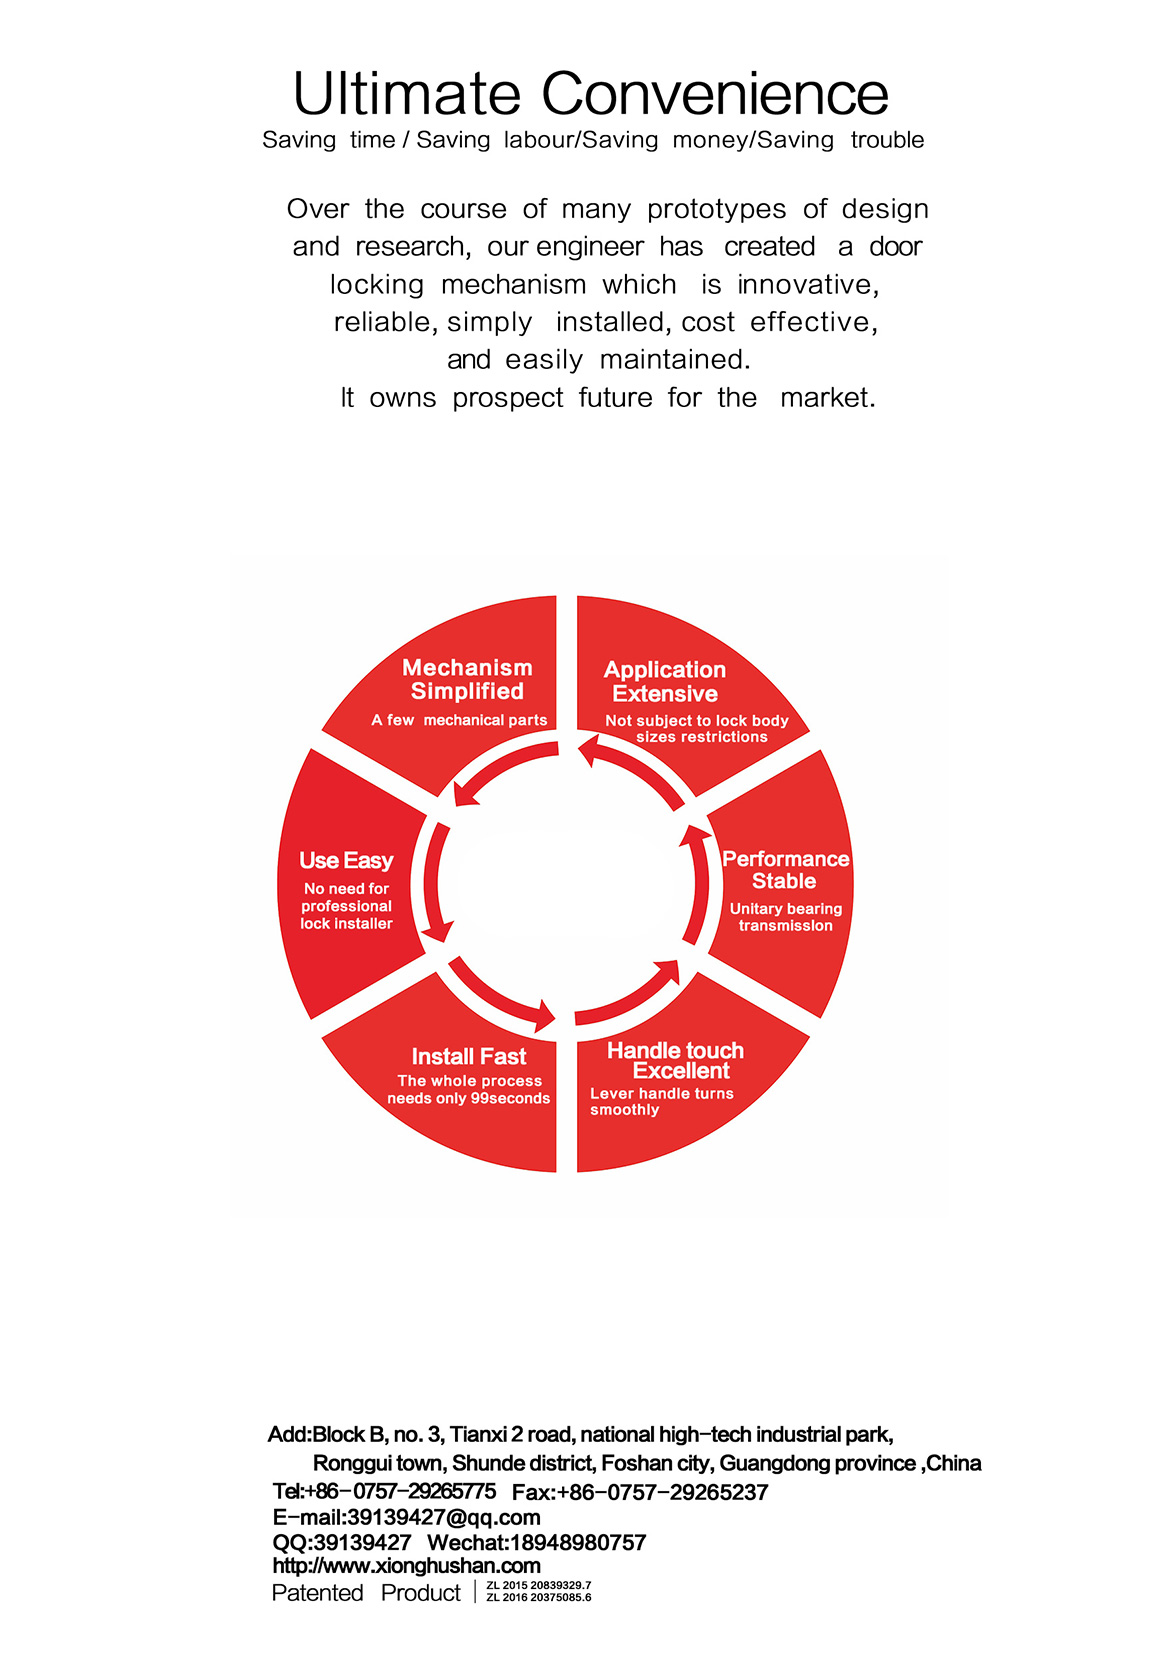 Ultimate Convenience
Saving time / Saving labour/Saving money/Saving trouble
Over the course of many prototypes of design
and research, our engineer has created a door
locking mechanism which is innovative,
reliable, simply installed, cost effective,
and easily maintained.
It owns prospect future for the market.
Mechanism
Simplified
A few mechanical parts
Application
Extensive
Not subject to lock body
sizes restrictions
Use Easy
No need for
professional
lock installer
Performance
Stable
Unitary bearing
transmission
Install Fast
The whole process
needs only 99seconds
Handle touch
Excellent
Lever handle turns
smoothly
Add:Block B, no. 3, Tianxi 2 road, national high-tech industrial park,
Ronggui town, Shunde district, Foshan city, Guangdong province ,China
Tel:+86-0757-29265775 Fax:+86-0757-29265237
E-mail:39139427@qq.com
QQ:39139427 Wechat:18948980757
http://www.xionghushan.com
Patented Product | ZL 2015 20839329.7
ZL 2016 20375085.6